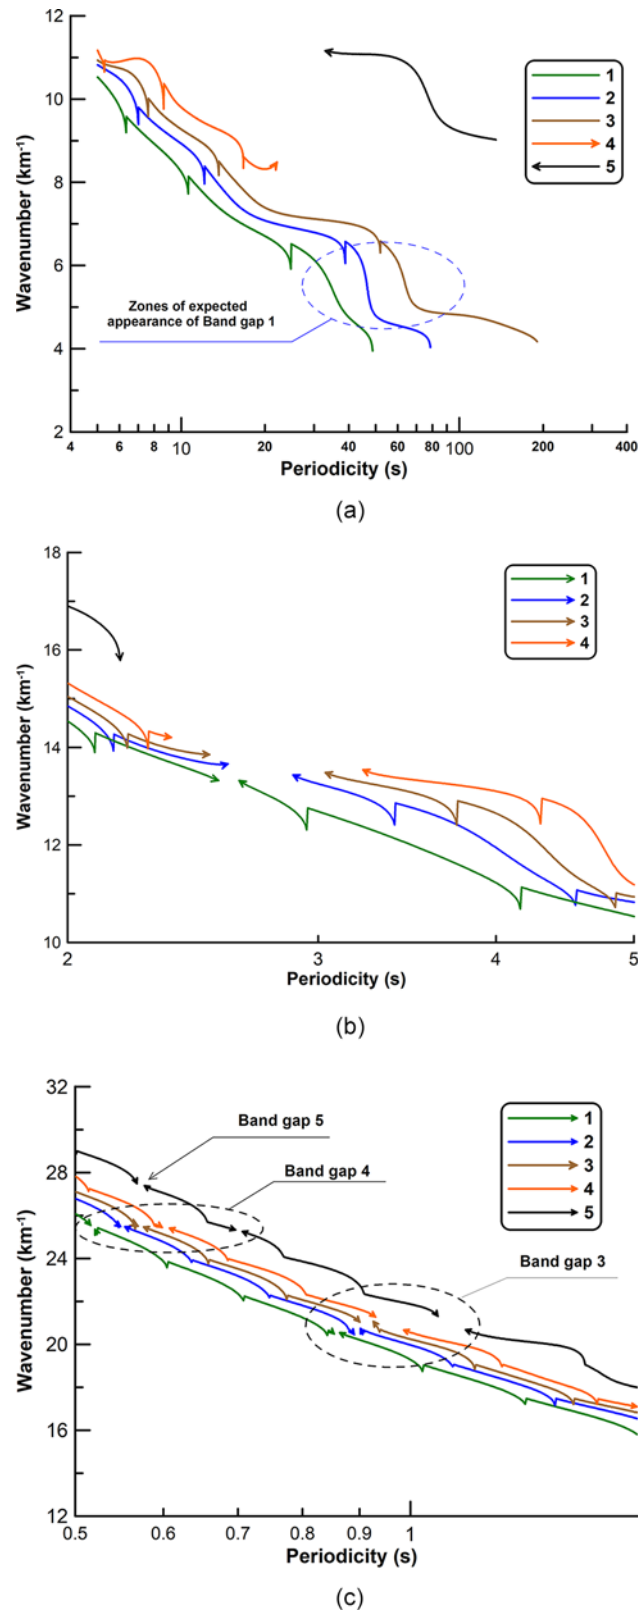 12
10
8
6
4
2
Wavenumber (km⁻¹)
1
2
3
4
5
Zones of expected
appearance of Band gap 1
4 6 8 10 20 40 60 80 100 200 400
Periodicity (s)
(a)
18
16
14
12
10
Wavenumber (km⁻¹)
1
2
3
4
2 3 4 5
Periodicity (s)
(b)
32
28
24
20
16
12
Wavenumber (km⁻¹)
Band gap 5
Band gap 4
Band gap 3
1
2
3
4
5
0.5 0.6 0.7 0.8 0.9 1
Periodicity (s)
(c)